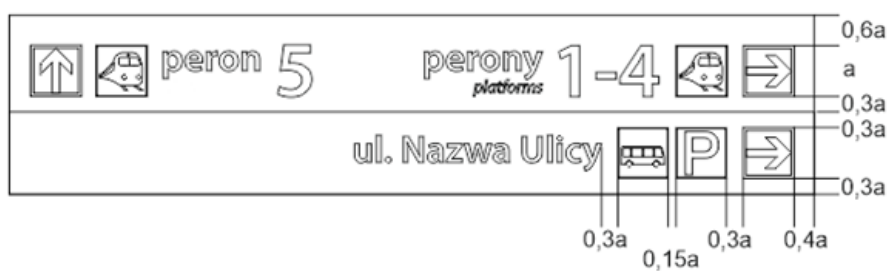 peron 5 perony 1-4
platforms
ul. Nazwa Ulicy P
0,6a
a
0,3a
0,3a
0,3a
0,3a 0,15a 0,3a 0,4a